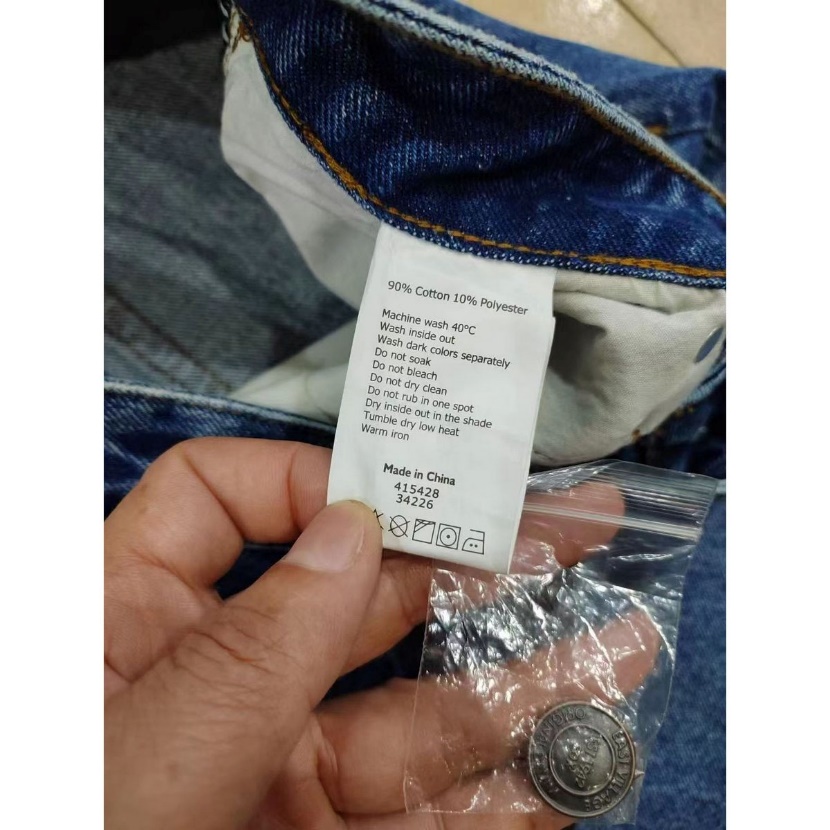 90% Cotton 10% Polyester
Machine wash 40°C
Wash inside out
Wash dark colors separately
Do not soak
Do not bleach
Do not dry clean
Do not rub in one spot
Dry inside out in the shade
Tumble dry low heat
Warm iron
Made in China
415428
34226
EAST VILLAGE